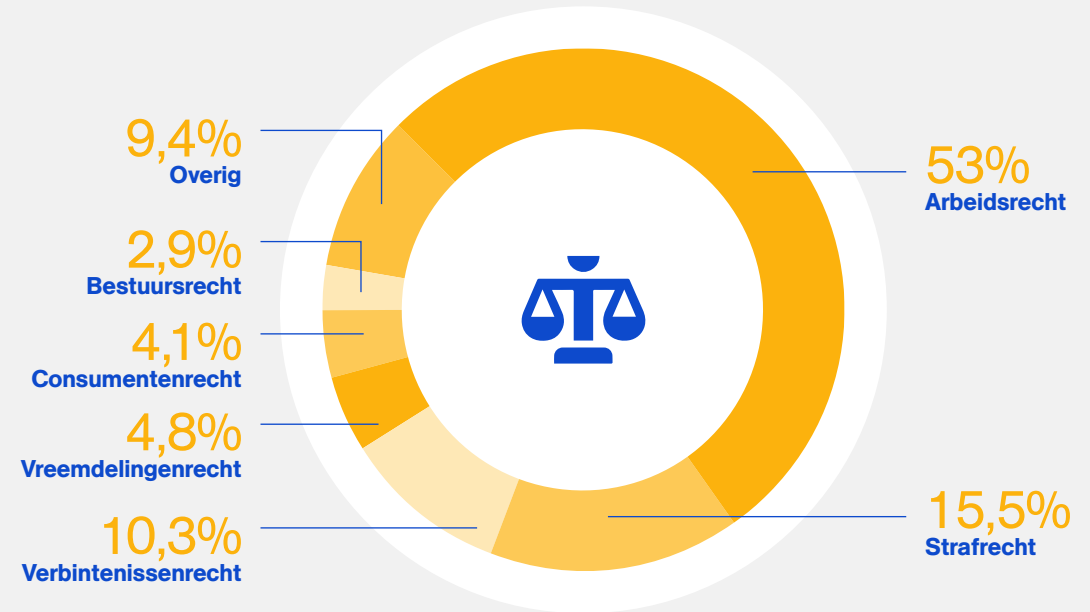 9,4%
Overig
2,9%
Bestuursrecht
4,1%
Consumentenrecht
4,8%
Vreemdelingenrecht
10,3%
Verbintenissenrecht
53%
Arbeidsrecht
15,5%
Strafrecht